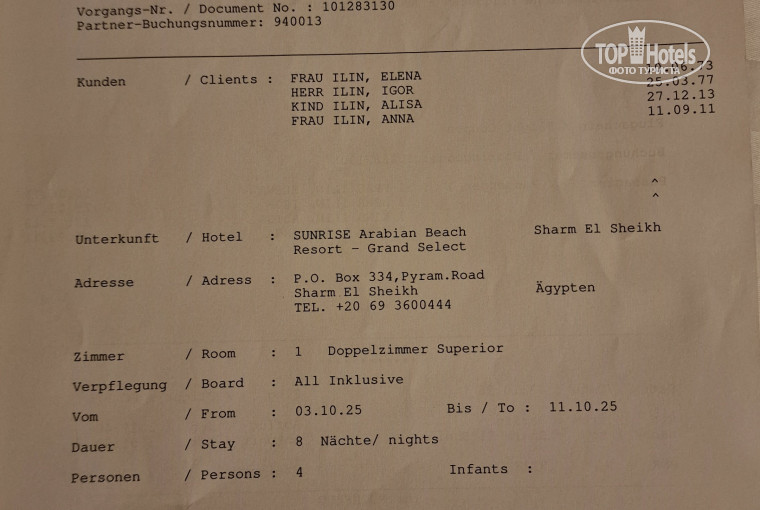 Vorgangs-Nr. / Document No. : 101283130
Partner-Buchungsnummer: 940013
TOP Hotels
ФОТО ТУРИСТА
Kunden / Clients : FRAU ILIN, ELENA
HERR ILIN, IGOR 25.03.77
KIND ILIN, ALISA 27.12.13
FRAU ILIN, ANNA 11.09.11
^
^
Unterkunft / Hotel : SUNRISE Arabian Beach Sharm El Sheikh
Resort - Grand Select
Adresse / Adress : P.O. Box 334,Pyram.Road
Sharm El Sheikh Ägypten
TEL. +20 69 3600444
Zimmer / Room : 1 Doppelzimmer Superior
Verpflegung / Board : All Inklusive
Vom / From : 03.10.25 Bis / To : 11.10.25
Dauer / Stay : 8 Nächte/ nights
Personen / Persons : 4 Infants :